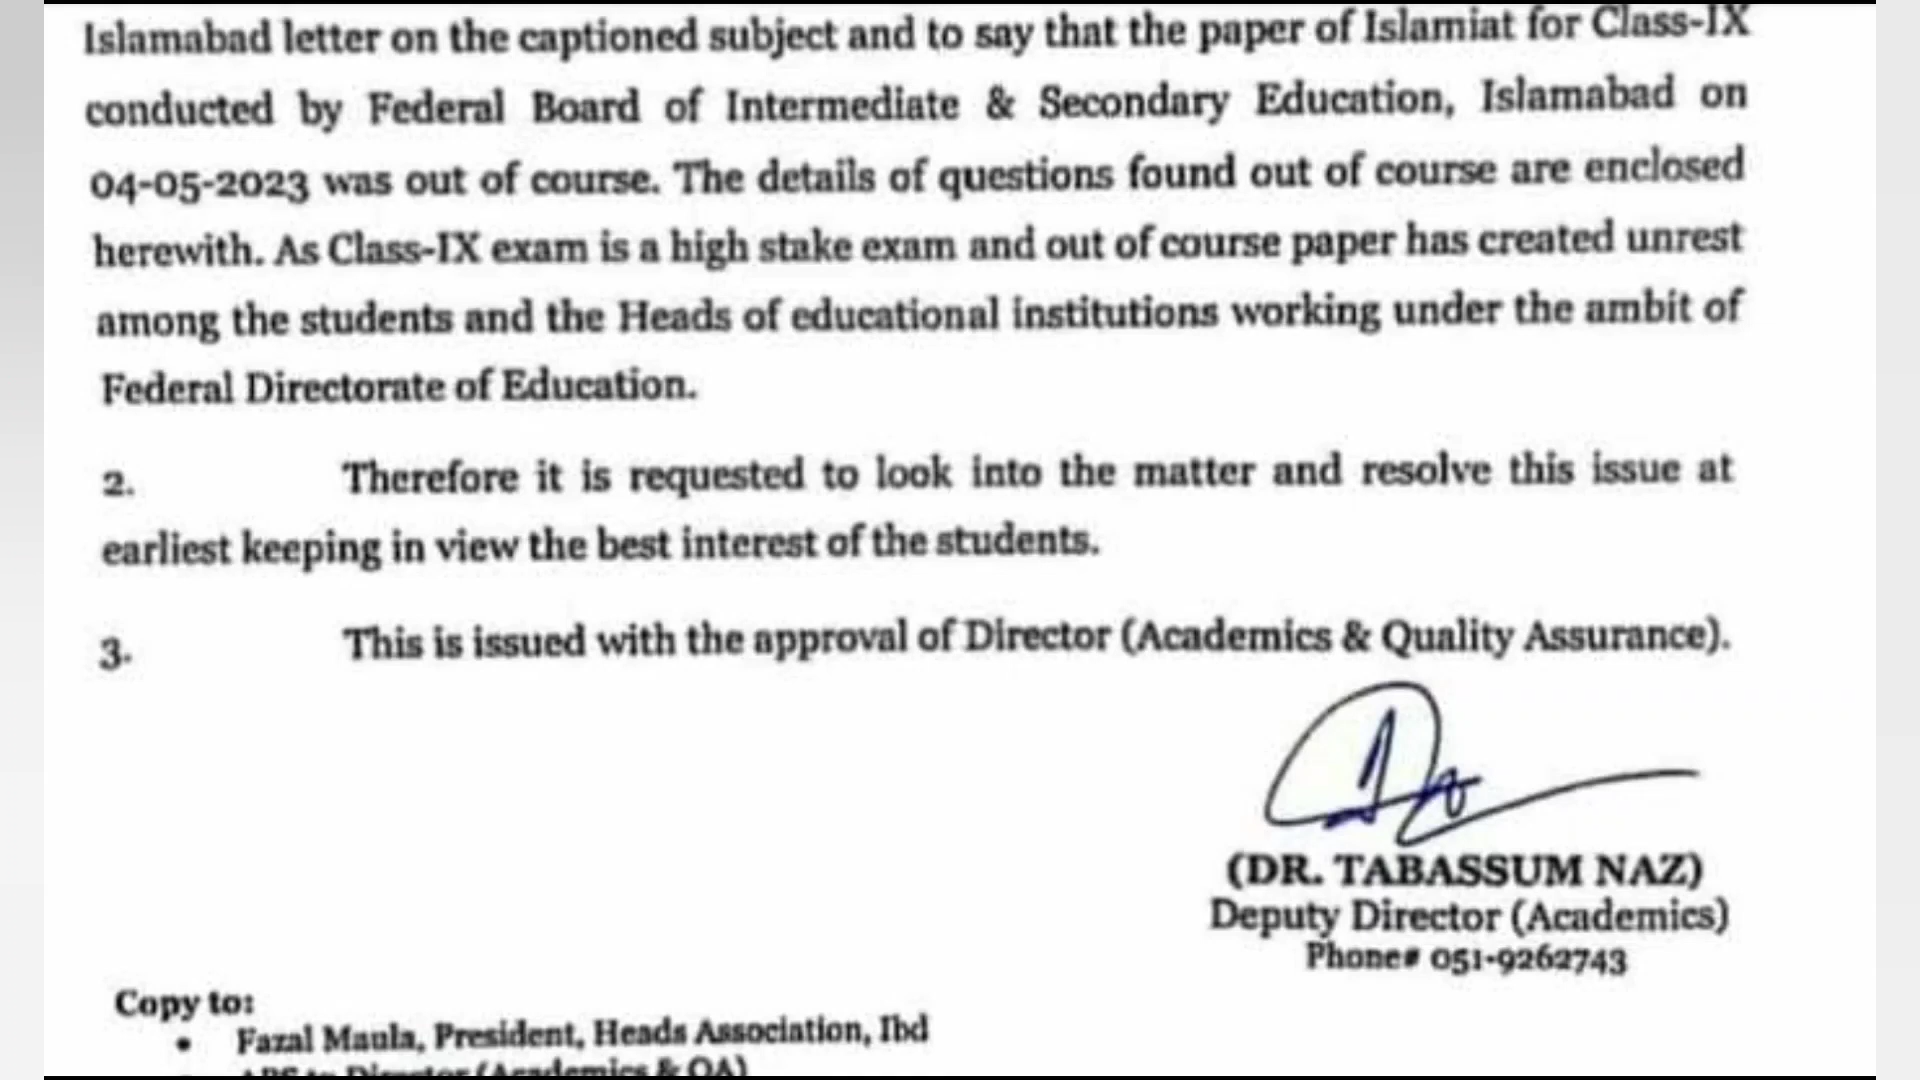 Islamabad letter on the captioned subject and to say that the paper of Islamiat for Class-IX
conducted by Federal Board of Intermediate & Secondary Education, Islamabad on
04-05-2023 was out of course. The details of questions found out of course are enclosed
herewith. As Class-IX exam is a high stake exam and out of course paper has created unrest
among the students and the Heads of educational institutions working under the ambit of
Federal Directorate of Education.
2. Therefore it is requested to look into the matter and resolve this issue at
earliest keeping in view the best interest of the students.
3. This is issued with the approval of Director (Academics & Quality Assurance).
(DR. TABASSUM NAZ)
Deputy Director (Academics)
Phone# 051-9262743
Copy to:
• Fazal Maula, President, Heads Association, Ibd
to Director (Academics & QA)